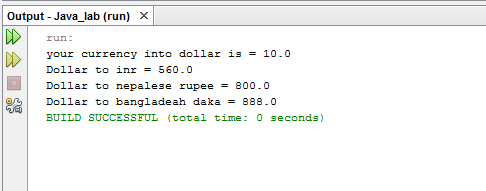 Output - Java_lab (run)
run:
your currency into dollar is = 10.0
Dollar to inr = 560.0
Dollar to nepalese rupee = 800.0
Dollar to bangladeah daka = 888.0
BUILD SUCCESSFUL (total time: 0 seconds)